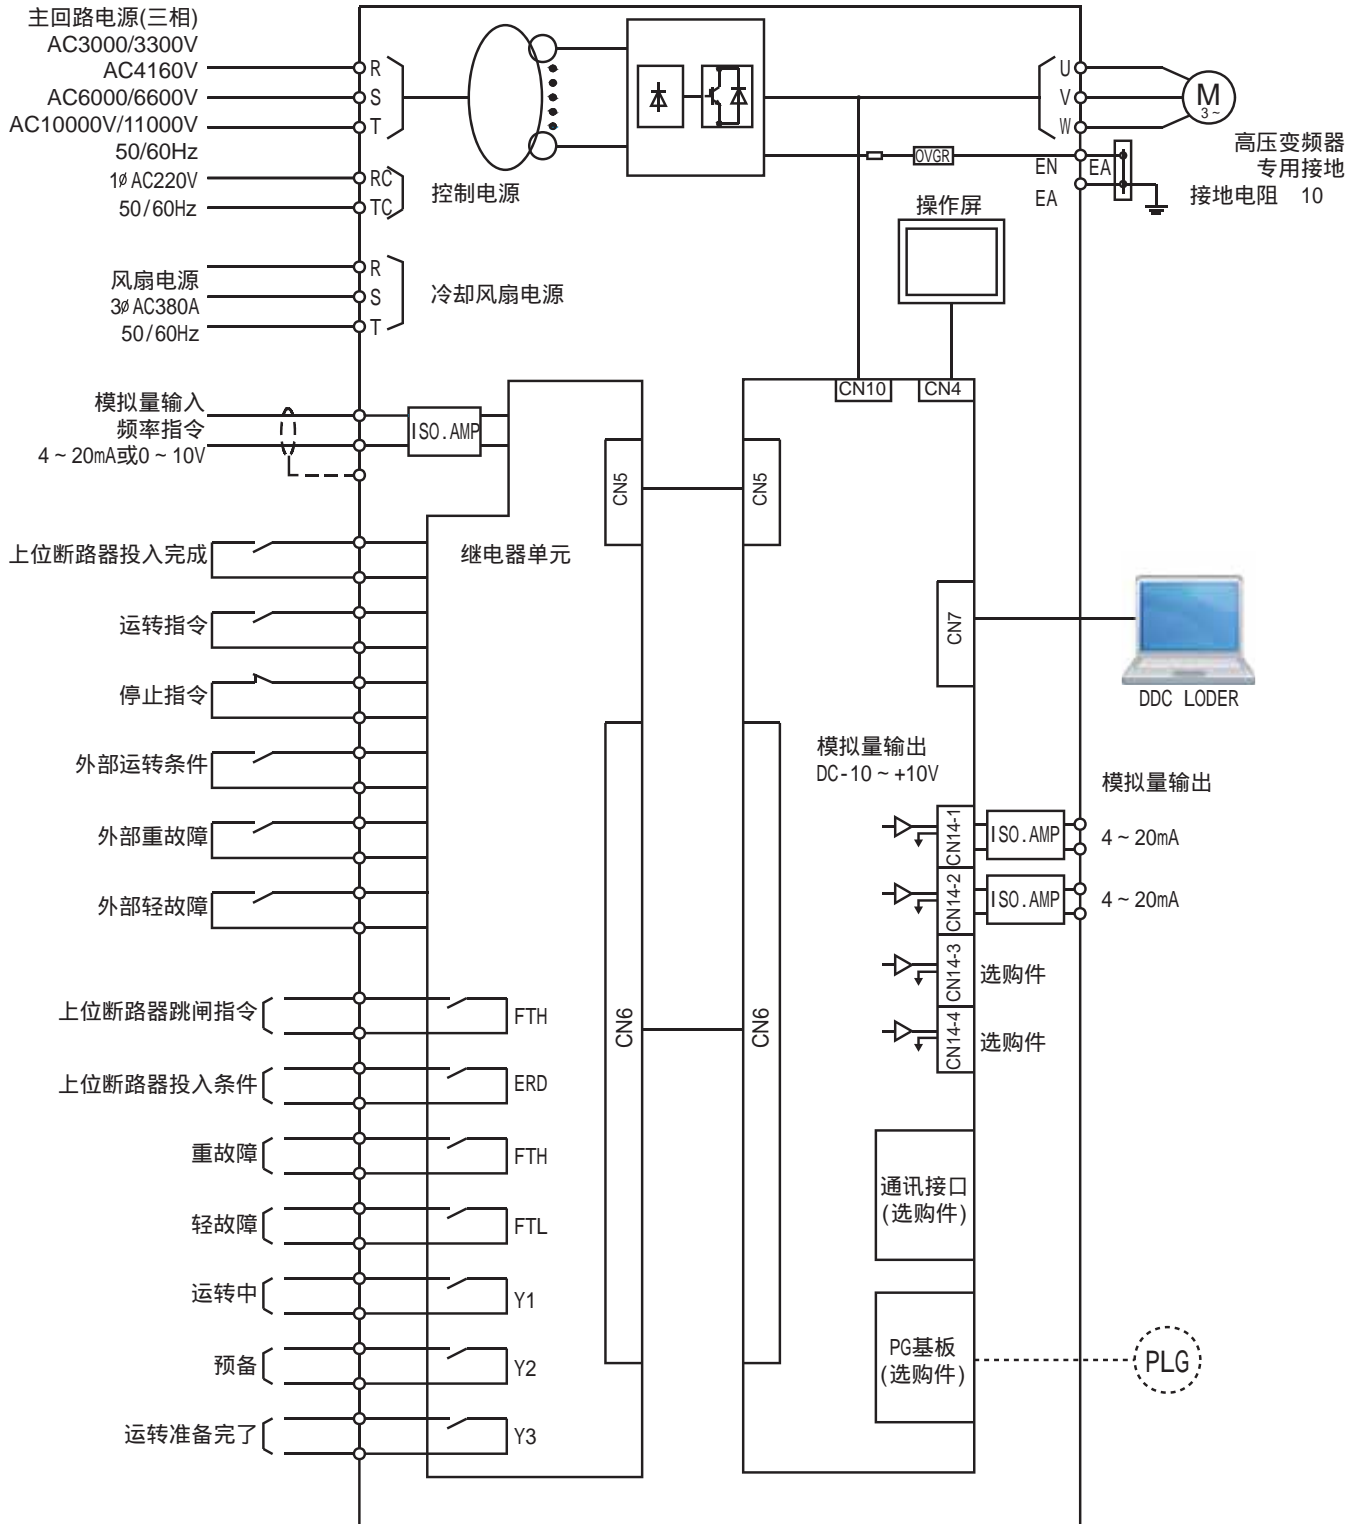 主回路电源(三相)
AC3000/3300V
AC4160V
AC6000/6600V
AC10000V/11000V
50/60Hz
R
S
T
U
V
W
M
3~
高压变频器
专用接地
接地电阻 10
OVGR
EN
EA
EA
1ø AC220V
50/60Hz
RC
TC
控制电源
操作屏
风扇电源
3ø AC380A
50/60Hz
R
S
T
冷却风扇电源
CN10
CN4
模拟量输入
频率指令
4~20mA或0~10V
ISO.AMP
CN5
CN5
继电器单元
上位断路器投入完成
运转指令
停止指令
外部运转条件
外部重故障
外部轻故障
CN7
DDC LODER
模拟量输出
DC-10~+10V
模拟量输出
CN14-1
ISO.AMP
4~20mA
CN14-2
ISO.AMP
4~20mA
CN14-3
选购件
CN14-4
选购件
CN6
CN6
上位断路器跳闸指令
FTH
上位断路器投入条件
ERD
重故障
FTH
轻故障
FTL
运转中
Y1
预备
Y2
运转准备完了
Y3
通讯接口
(选购件)
PG基板
(选购件)
PLG